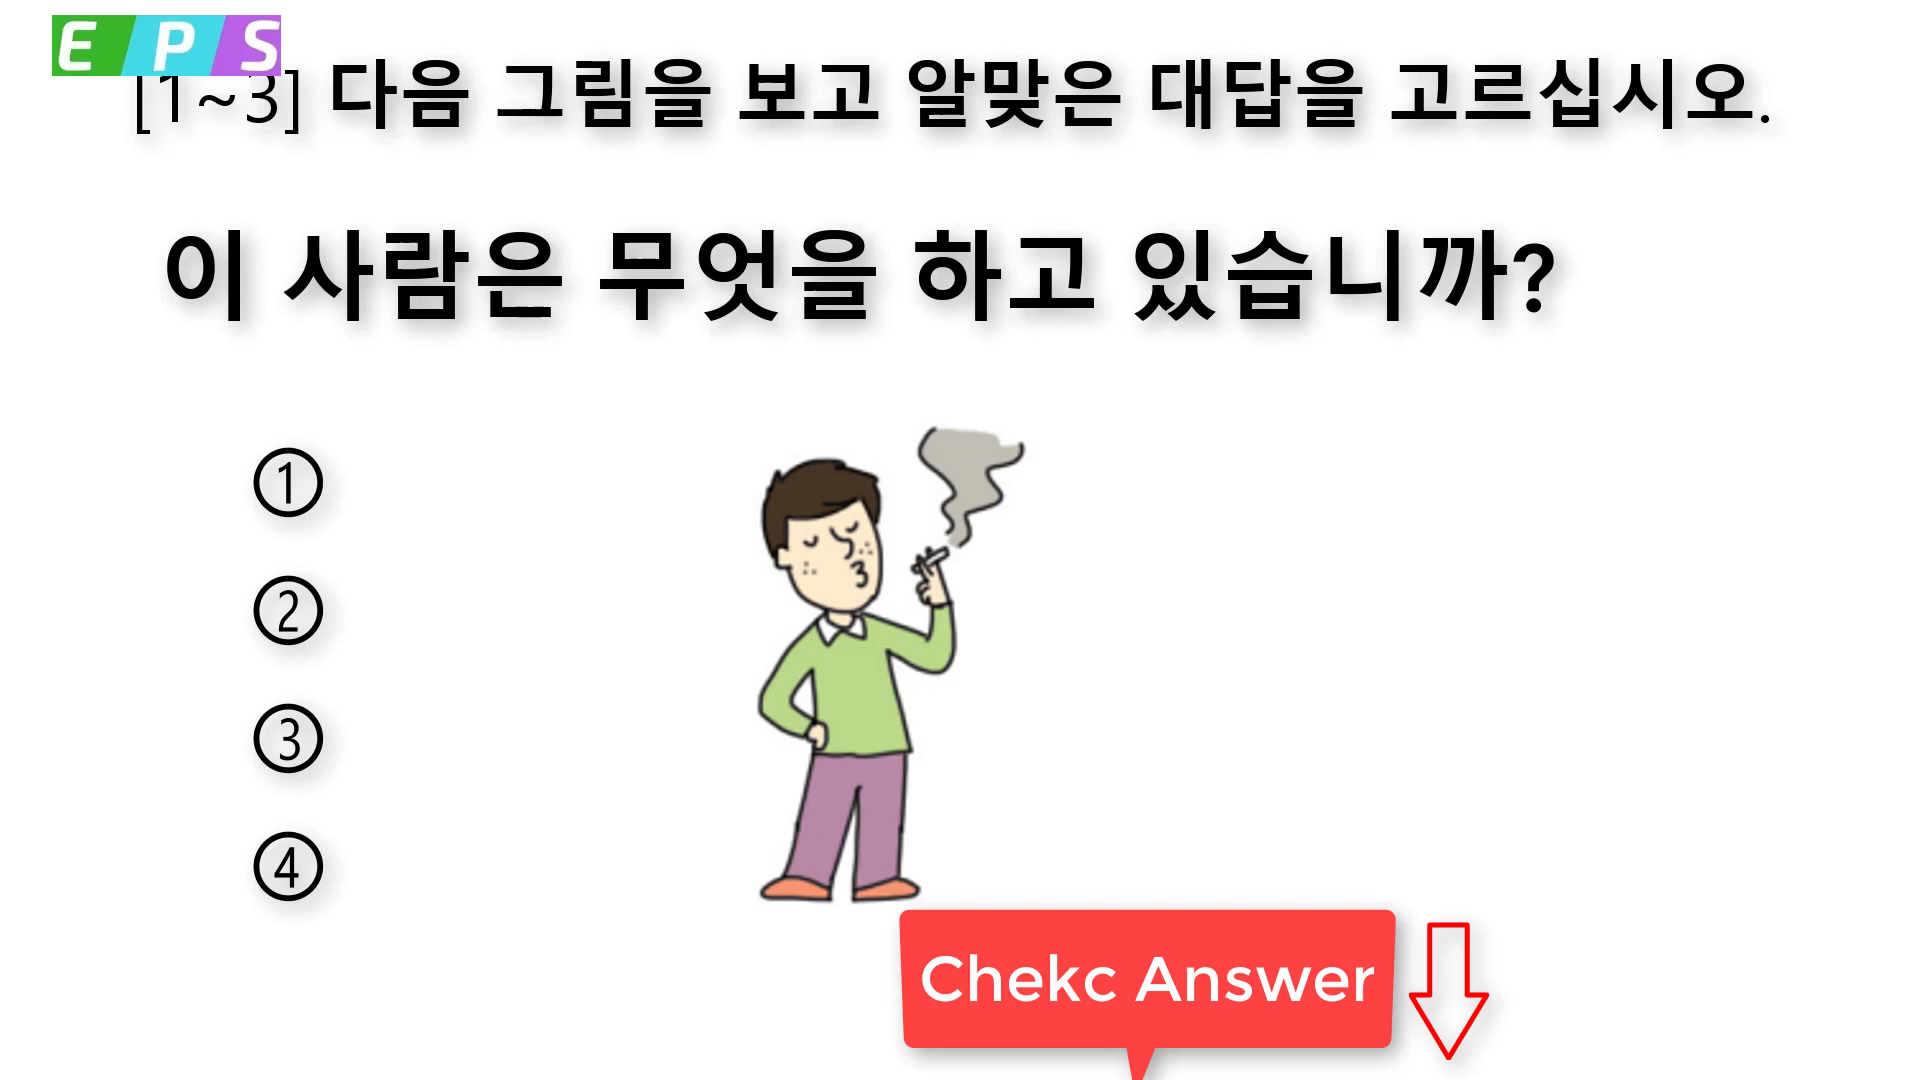 EPS
[1~3] 다음 그림을 보고 알맞은 대답을 고르십시오.
이 사람은 무엇을 하고 있습니까?
①
②
③
④
Chekc Answer